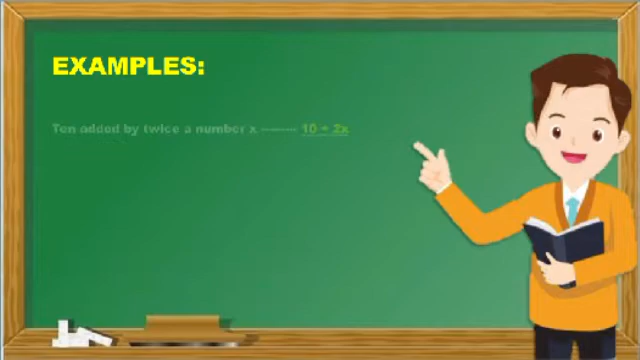 EXAMPLES:
Ten added by twice a number x -------- 10 + 2x